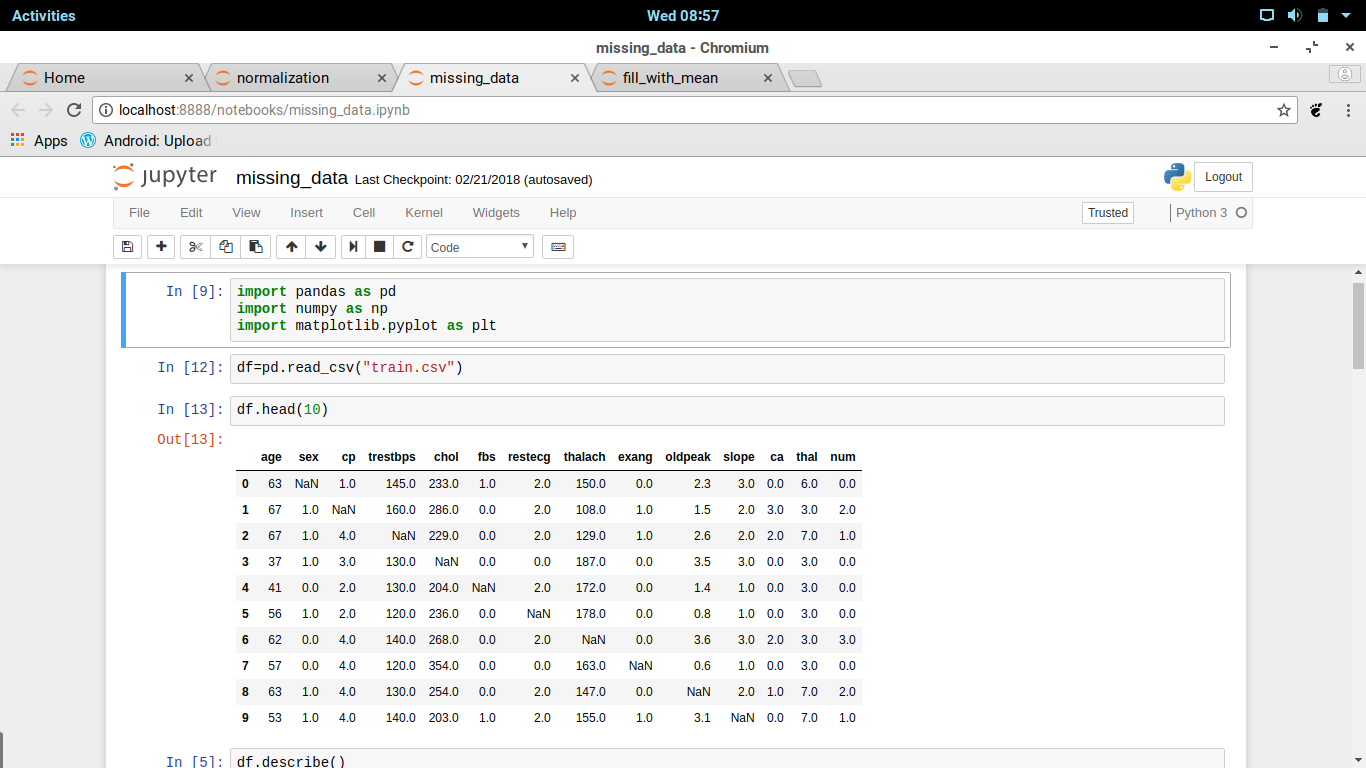 Activities Wed 08:57
missing_data - Chromium
Home normalization missing_data fill_with_mean
localhost:8888/notebooks/missing_data.ipynb
Apps Android: Upload
jupyter missing_data Last Checkpoint: 02/21/2018 (autosaved) Logout
File Edit View Insert Cell Kernel Widgets Help Trusted Python 3
Code
In [9]: import pandas as pd
import numpy as np
import matplotlib.pyplot as plt
In [12]: df=pd.read_csv("train.csv")
In [13]: df.head(10)
Out[13]:
age sex cp trestbps chol fbs restecg thalach exang oldpeak slope ca thal num
0 63 NaN 1.0 145.0 233.0 1.0 2.0 150.0 0.0 2.3 3.0 0.0 6.0 0.0
1 67 1.0 NaN 160.0 286.0 0.0 2.0 108.0 1.0 1.5 2.0 3.0 3.0 2.0
2 67 1.0 4.0 NaN 229.0 0.0 2.0 129.0 1.0 2.6 2.0 2.0 7.0 1.0
3 37 1.0 3.0 130.0 NaN 0.0 0.0 187.0 0.0 3.5 3.0 0.0 3.0 0.0
4 41 0.0 2.0 130.0 204.0 NaN 2.0 172.0 0.0 1.4 1.0 0.0 3.0 0.0
5 56 1.0 2.0 120.0 236.0 0.0 NaN 178.0 0.0 0.8 1.0 0.0 3.0 0.0
6 62 0.0 4.0 140.0 268.0 0.0 2.0 NaN 0.0 3.6 3.0 2.0 3.0 3.0
7 57 0.0 4.0 120.0 354.0 0.0 0.0 163.0 NaN 0.6 1.0 0.0 3.0 0.0
8 63 1.0 4.0 130.0 254.0 0.0 2.0 147.0 0.0 NaN 2.0 1.0 7.0 2.0
9 53 1.0 4.0 140.0 203.0 1.0 2.0 155.0 1.0 3.1 NaN 0.0 7.0 1.0
In [5]: df.describe()